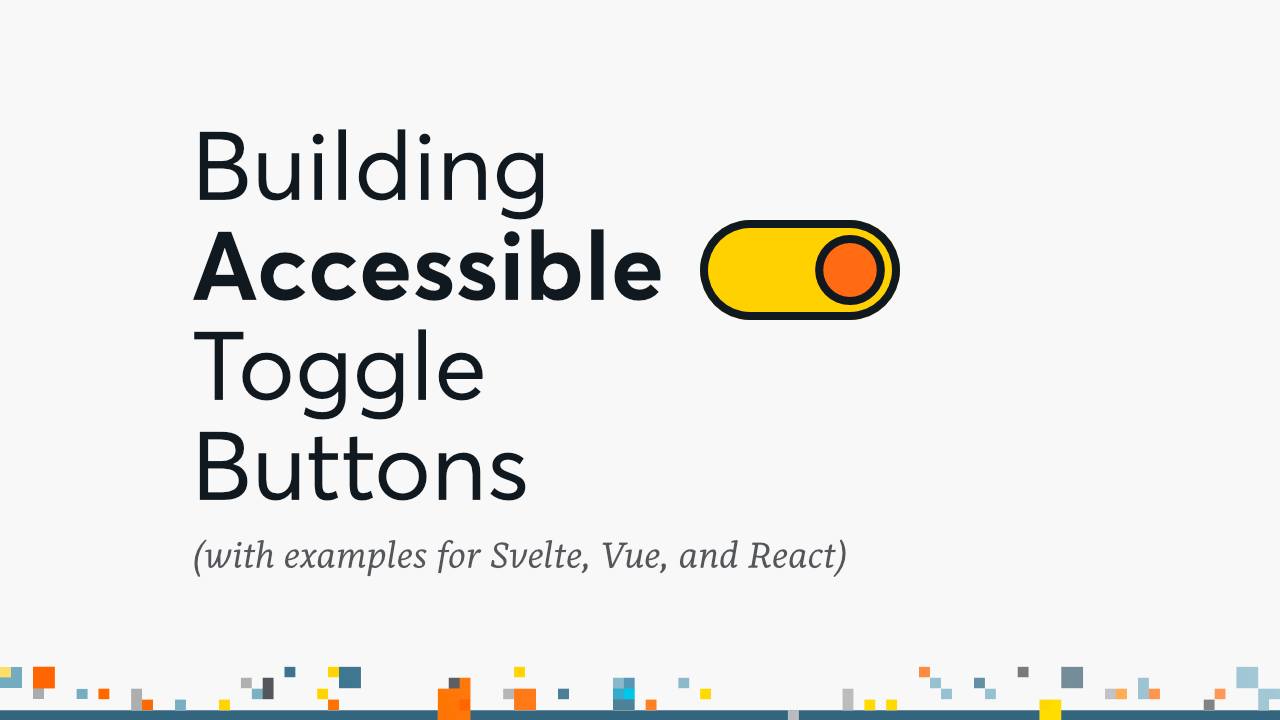 Building
Accessible
Toggle
Buttons
(with examples for Svelte, Vue, and React)